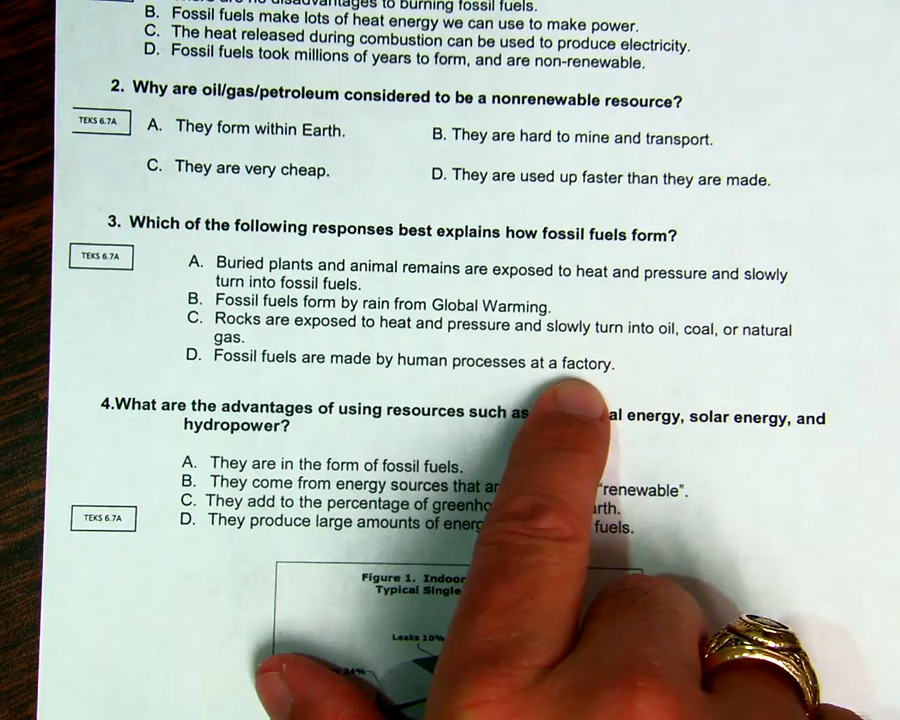 disadvantages to burning fossil fuels.
B. Fossil fuels make lots of heat energy we can use to make power.
C. The heat released during combustion can be used to produce electricity.
D. Fossil fuels took millions of years to form, and are non-renewable.
2. Why are oil/gas/petroleum considered to be a nonrenewable resource?
TEKS 6.7A A. They form within Earth. B. They are hard to mine and transport.
C. They are very cheap. D. They are used up faster than they are made.
3. Which of the following responses best explains how fossil fuels form?
TEKS 6.7A
A. Buried plants and animal remains are exposed to heat and pressure and slowly
turn into fossil fuels.
B. Fossil fuels form by rain from Global Warming.
C. Rocks are exposed to heat and pressure and slowly turn into oil, coal, or natural
gas.
D. Fossil fuels are made by human processes at a factory.
4.What are the advantages of using resources such as energy, solar energy, and
hydropower?
A. They are in the form of fossil fuels.
B. They come from energy sources that "renewable".
C. They add to the percentage of
TEKS 6.7A D. They produce large amounts of fuels.
Figure 1. Indoor
Typical Single
Leaks 10%
24%